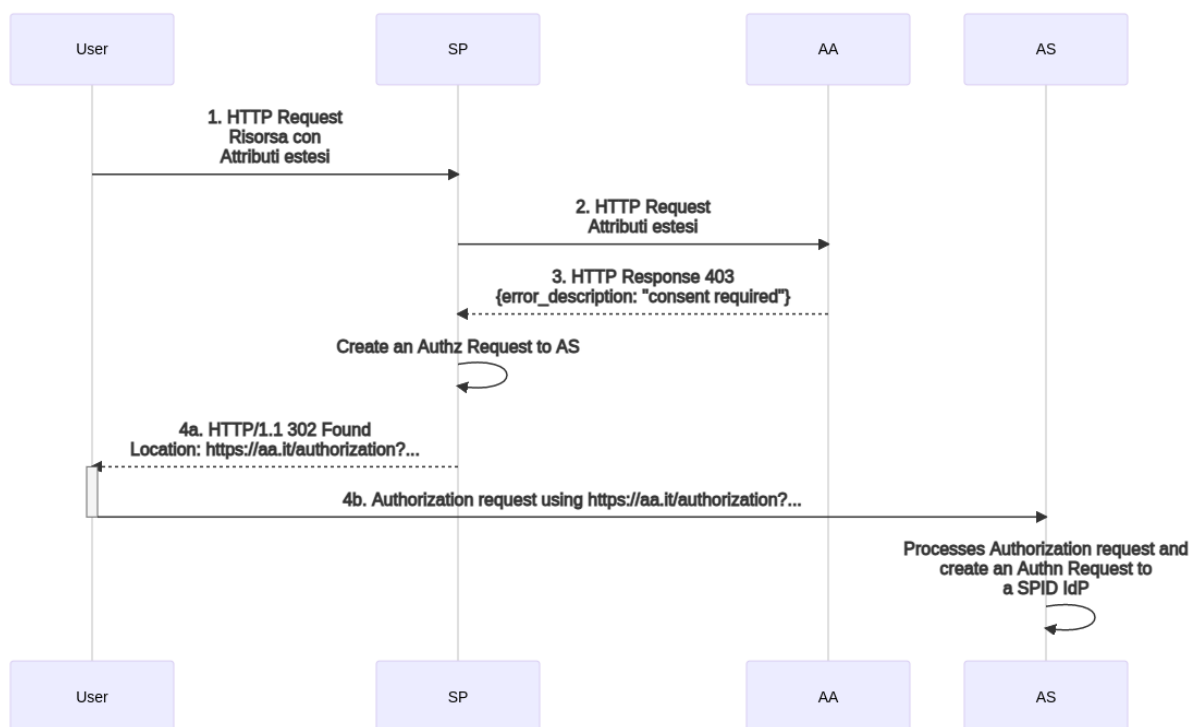 User
SP
AA
AS
1. HTTP Request
Risorsa con
Attributi estesi
2. HTTP Request
Attributi estesi
3. HTTP Response 403
{error_description: "consent required"}
Create an Authz Request to AS
4a. HTTP/1.1 302 Found
Location: https://aa.it/authorization?...
4b. Authorization request using https://aa.it/authorization?...
Processes Authorization request and
create an Authn Request to
a SPID IdP
User
SP
AA
AS